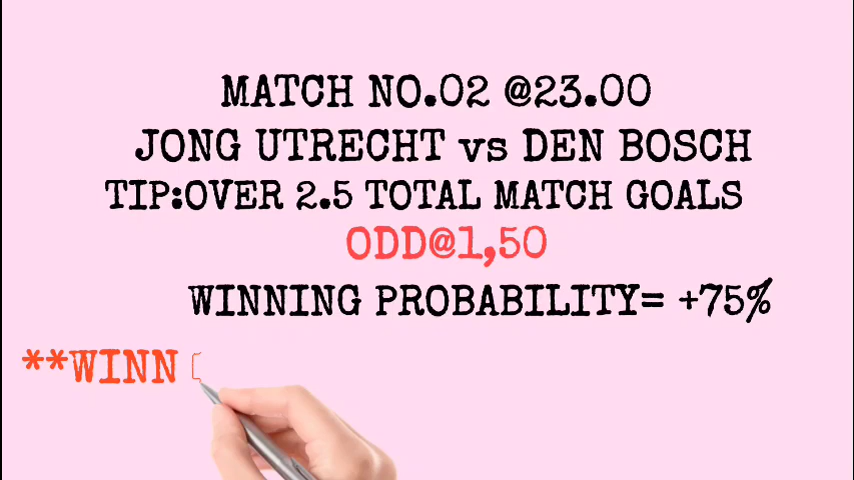 MATCH NO.02 @23.00
JONG UTRECHT vs DEN BOSCH
TIP:OVER 2.5 TOTAL MATCH GOALS
ODD@1,50
WINNING PROBABILITY= +75%
**WINN